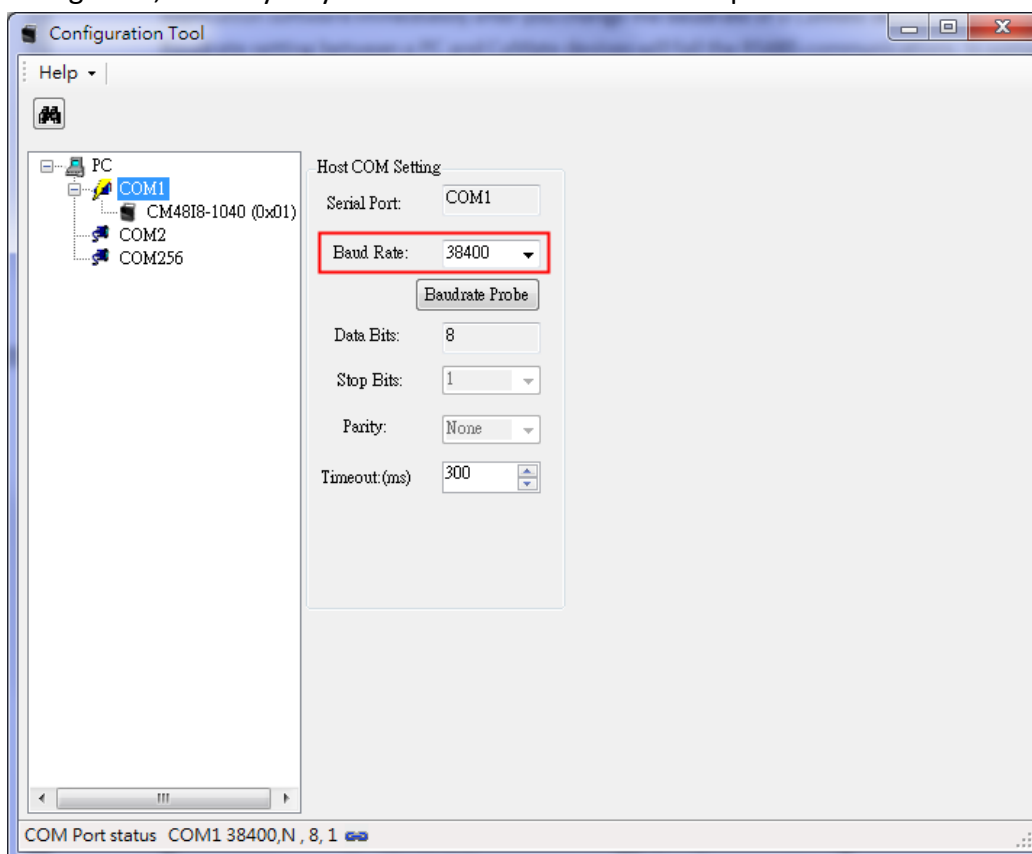 Configuration Tool
Help
PC
COM1
CM48I8-1040 (0x01)
COM2
COM256
Host COM Setting
Serial Port: COM1
Baud Rate: 38400
Baudrate Probe
Data Bits: 8
Stop Bits: 1
Parity: None
Timeout:(ms) 300
COM Port status COM1 38400,N , 8, 1